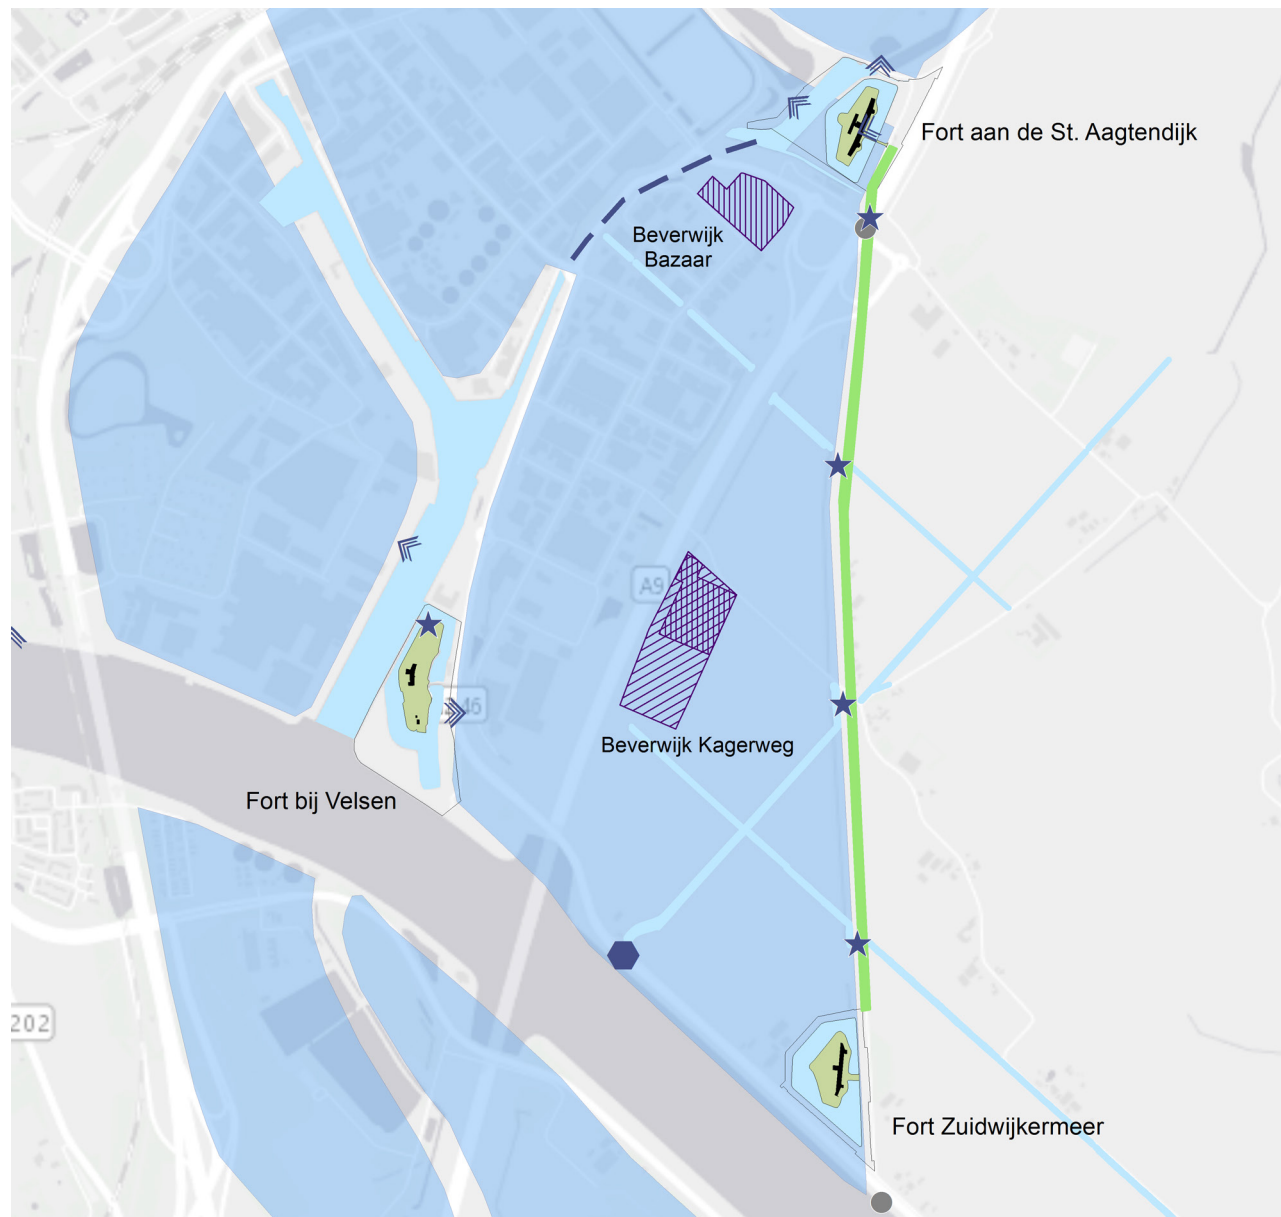 Fort aan de St. Aagtendijk
Beverwijk
Bazaar
A9
Beverwijk Kagerweg
Fort bij Velsen
202
Fort Zuidwijkermeer